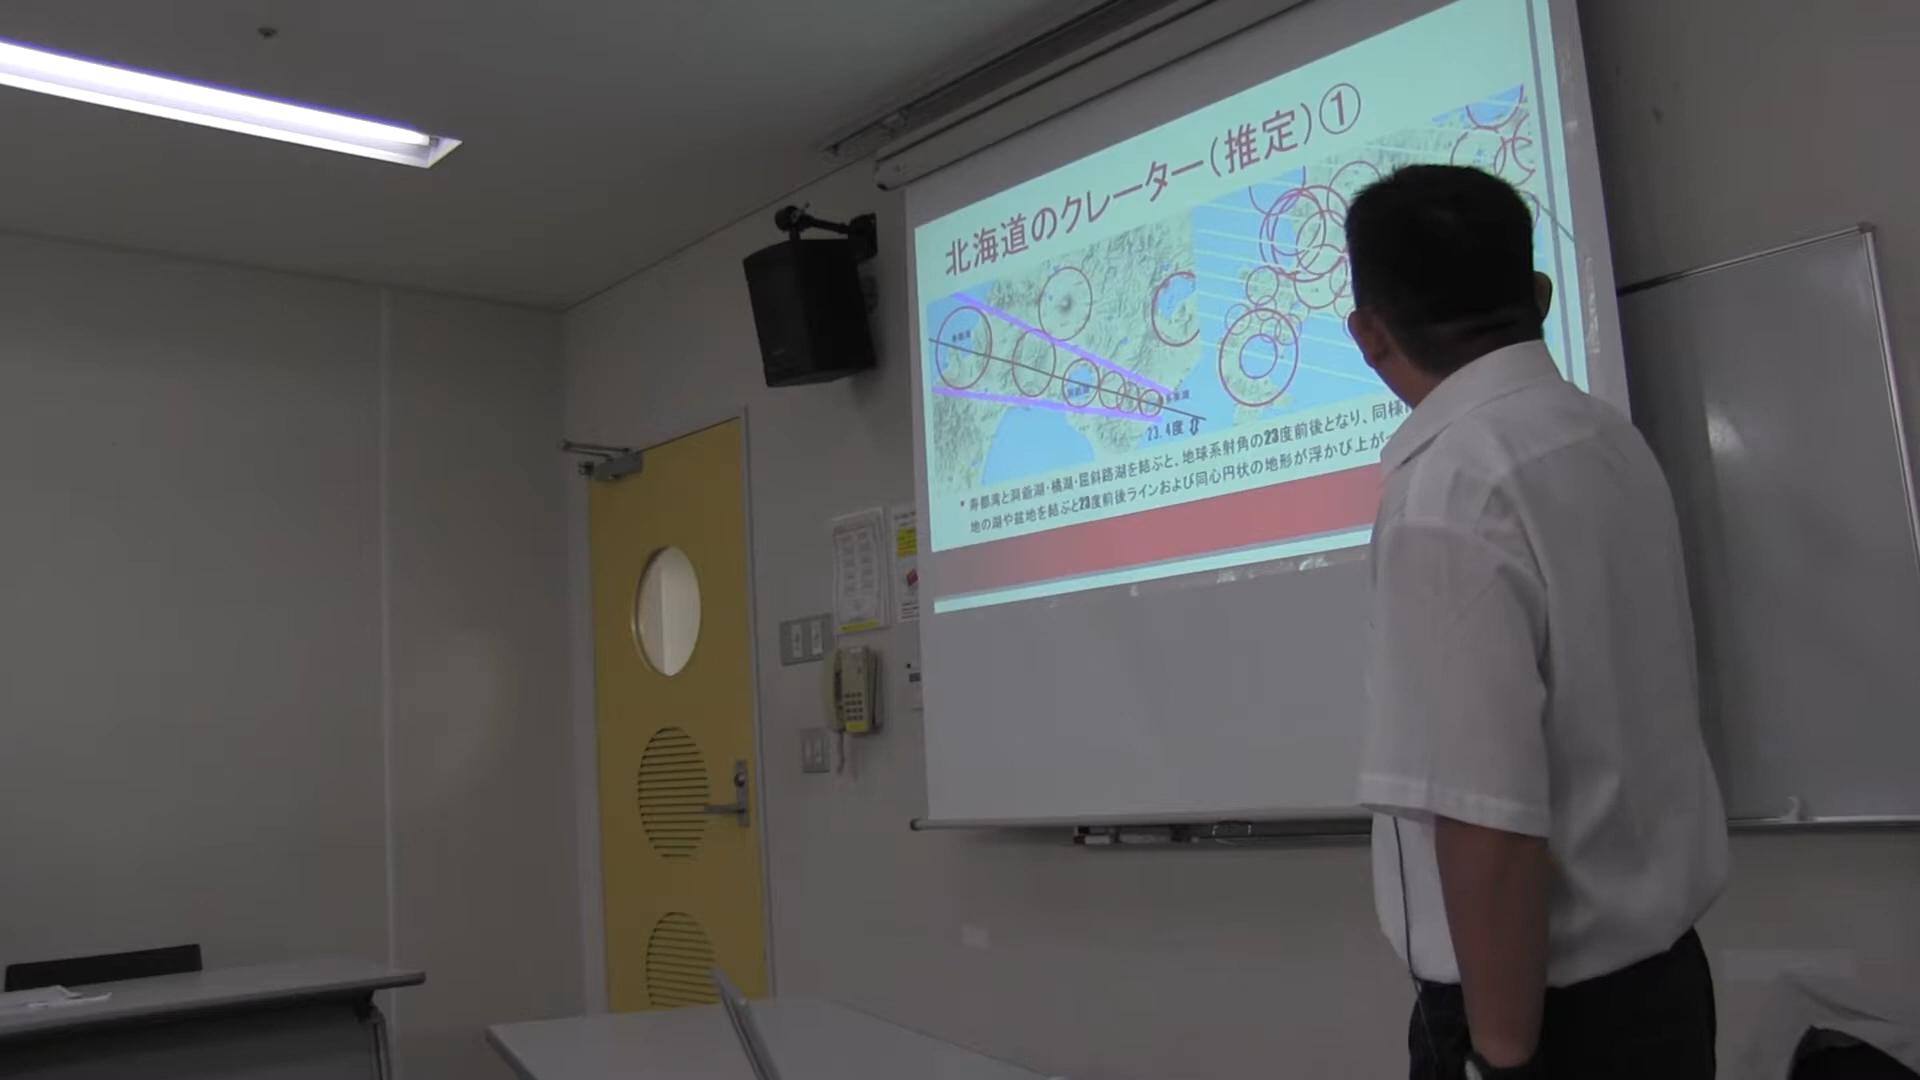 北海道のクレーター(推定)①
23.4度
* 寿都湾と洞爺湖・橘湖・屈斜路湖を結ぶと、地球系射角の23度前後となり、同様
地の湖や盆地を結ぶと23度前後ラインおよび同心円状の地形が浮かび上が